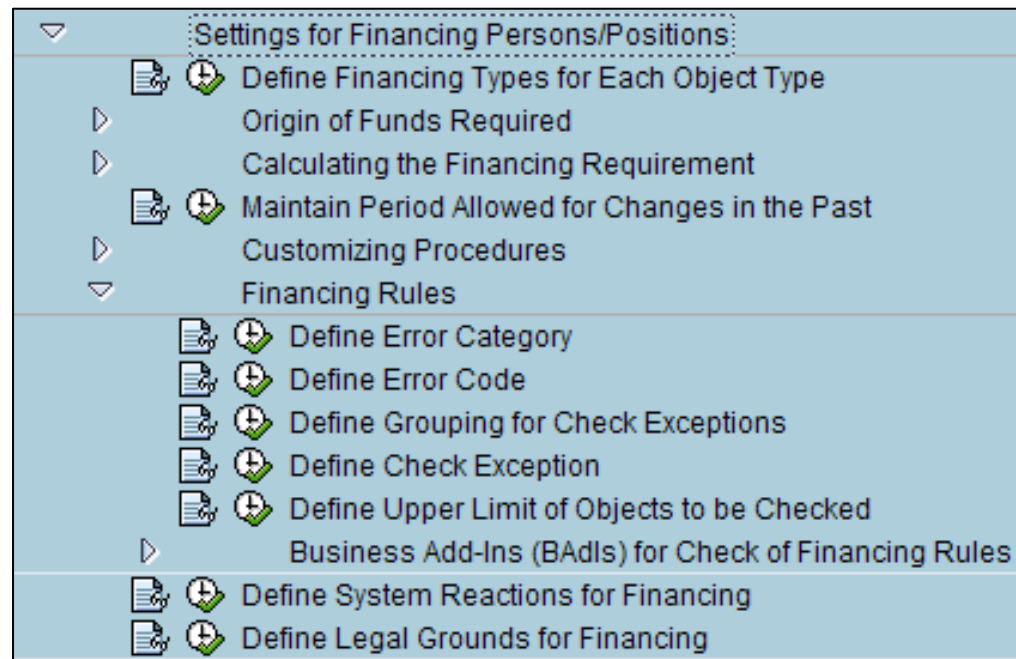 Settings for Financing Persons/Positions
Define Financing Types for Each Object Type
Origin of Funds Required
Calculating the Financing Requirement
Maintain Period Allowed for Changes in the Past
Customizing Procedures
Financing Rules
Define Error Category
Define Error Code
Define Grouping for Check Exceptions
Define Check Exception
Define Upper Limit of Objects to be Checked
Business Add-Ins (BAdIs) for Check of Financing Rules
Define System Reactions for Financing
Define Legal Grounds for Financing